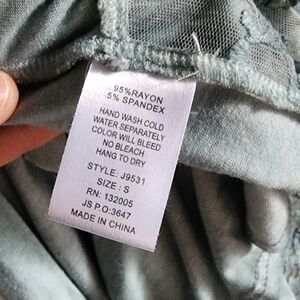 95%RAYON
5% SPANDEX
HAND WASH COLD
WATER SEPARATELY
COLOR WILL BLEED
NO BLEACH
HANG TO DRY
STYLE: J9531
SIZE : S
RN: 132005
JS P.O:3647
MADE IN CHINA